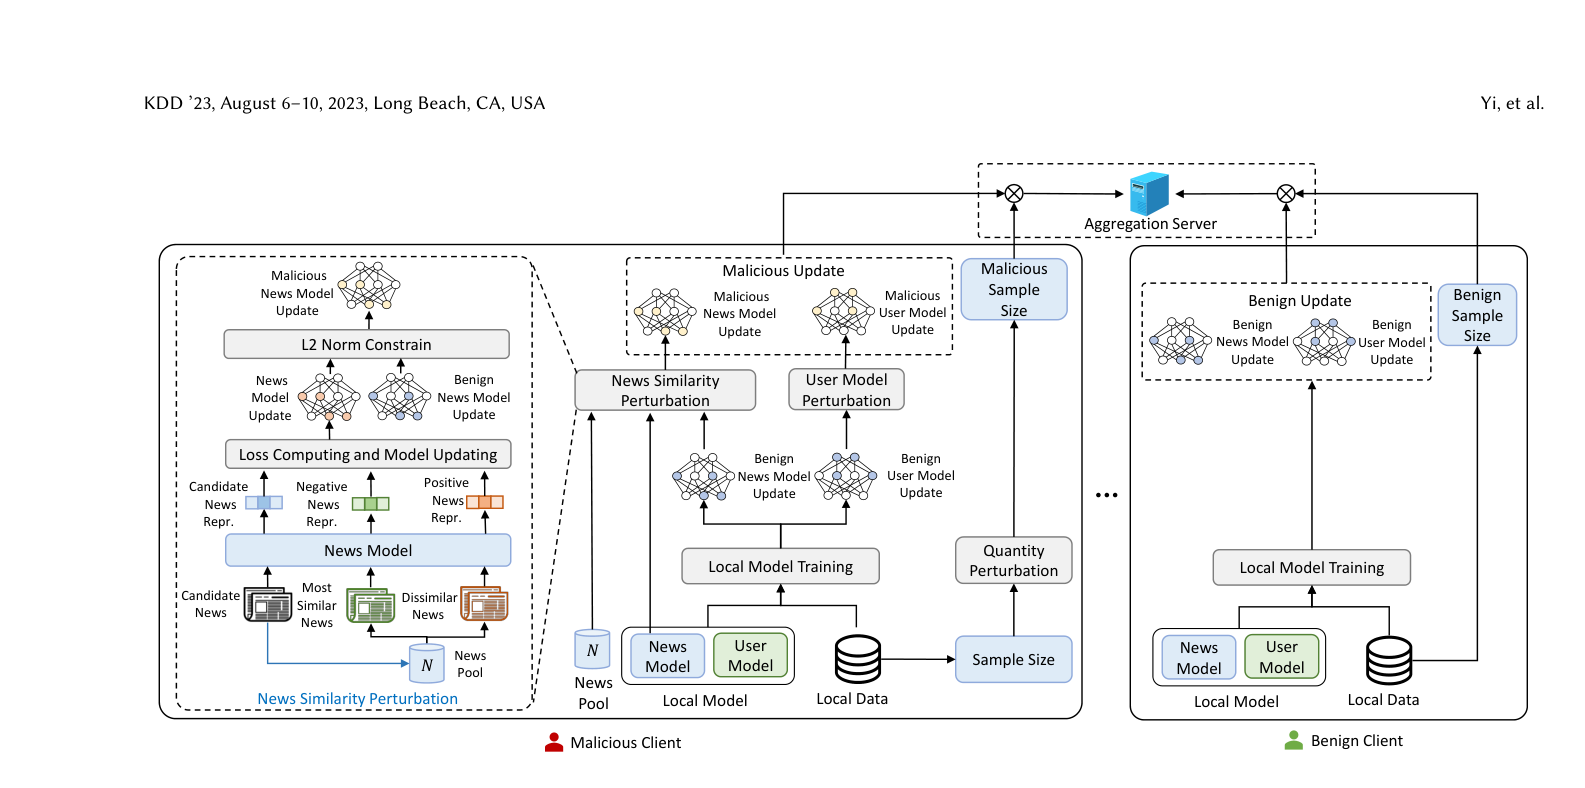 KDD ’23, August 6–10, 2023, Long Beach, CA, USA
Yi, et al.
Aggregation Server
Malicious
News Model
Update
L2 Norm Constrain
News
Model
Update
Benign
News Model
Update
Loss Computing and Model Updating
Candidate
News
Repr.
Negative
News
Repr.
Positive
News
Repr.
News Model
Candidate
News
Most
Similar
News
Dissimilar
News
N
News
Pool
News Similarity Perturbation
Malicious Update
Malicious
News Model
Update
Malicious
User Model
Update
Malicious
Sample
Size
News Similarity
Perturbation
User Model
Perturbation
Benign
News Model
Update
Benign
User Model
Update
Local Model Training
Quantity
Perturbation
N
News
Pool
News
Model
User
Model
Local Model
Local Data
Sample Size
Malicious Client
...
Benign Update
Benign
News Model
Update
Benign
User Model
Update
Benign
Sample
Size
Local Model Training
News
Model
User
Model
Local Model
Local Data
Benign Client